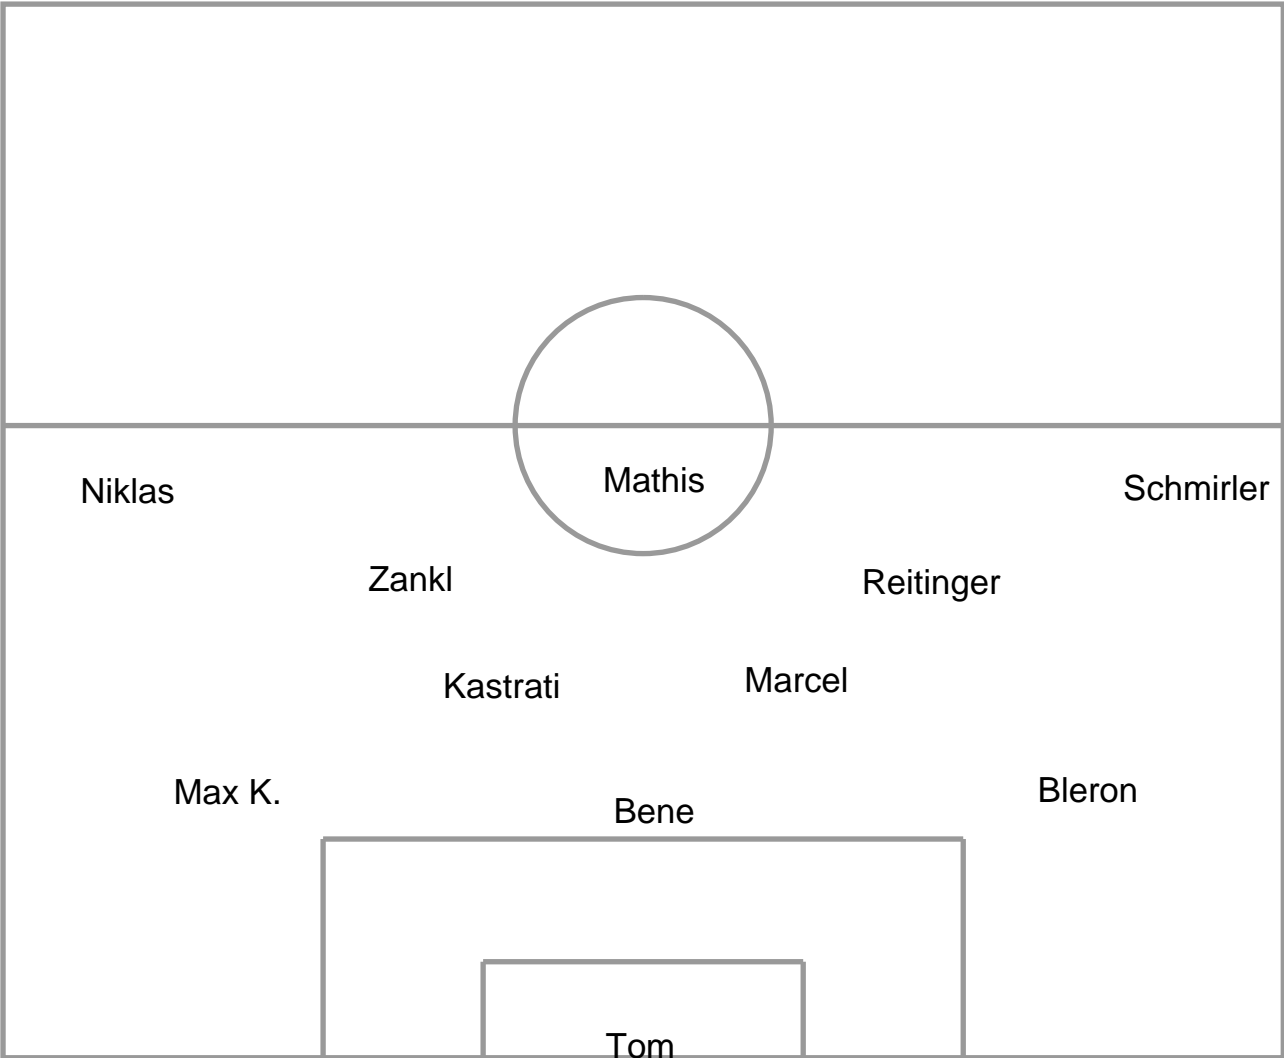 Niklas
Mathis
Schmirler
Zankl
Reitinger
Kastrati
Marcel
Max K.
Bene
Bleron
Tom